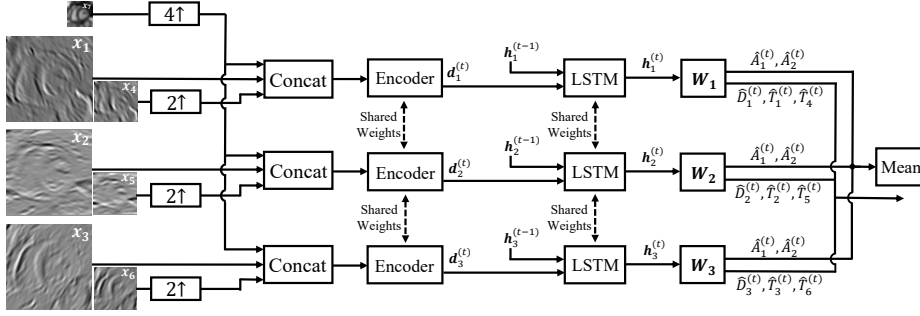 x₇ 4↑
x₁ x₄ 2↑ Concat Encoder d₁^(t) h₁^(t-1) LSTM h₁^(t) W₁ Â₁^(t), Â₂^(t)
D̂₁^(t), T̂₁^(t), T̂₄^(t)
Shared Weights Shared Weights
x₂ x₅ 2↑ Concat Encoder d₂^(t) h₂^(t-1) LSTM h₂^(t) W₂ Â₁^(t), Â₂^(t) Mean
D̂₂^(t), T̂₂^(t), T̂₅^(t)
Shared Weights Shared Weights
x₃ x₆ 2↑ Concat Encoder d₃^(t) h₃^(t-1) LSTM h₃^(t) W₃ Â₁^(t), Â₂^(t)
D̂₃^(t), T̂₃^(t), T̂₆^(t)